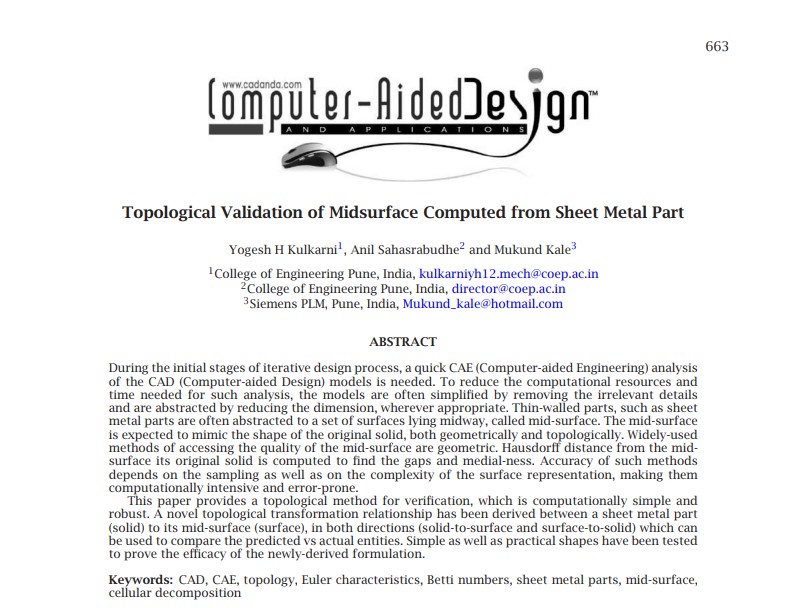 663
www.cadanda.com
Computer-AidedDesign™
AND APPLICATIONS
Topological Validation of Midsurface Computed from Sheet Metal Part
Yogesh H Kulkarni1, Anil Sahasrabudhe2 and Mukund Kale3
1College of Engineering Pune, India, kulkarniyh12.mech@coep.ac.in
2College of Engineering Pune, India, director@coep.ac.in
3Siemens PLM, Pune, India, Mukund_kale@hotmail.com
ABSTRACT
During the initial stages of iterative design process, a quick CAE (Computer-aided Engineering) analysis
of the CAD (Computer-aided Design) models is needed. To reduce the computational resources and
time needed for such analysis, the models are often simplified by removing the irrelevant details
and are abstracted by reducing the dimension, wherever appropriate. Thin-walled parts, such as sheet
metal parts are often abstracted to a set of surfaces lying midway, called mid-surface. The mid-surface
is expected to mimic the shape of the original solid, both geometrically and topologically. Widely-used
methods of accessing the quality of the mid-surface are geometric. Hausdorff distance from the mid-
surface its original solid is computed to find the gaps and medial-ness. Accuracy of such methods
depends on the sampling as well as on the complexity of the surface representation, making them
computationally intensive and error-prone.
This paper provides a topological method for verification, which is computationally simple and
robust. A novel topological transformation relationship has been derived between a sheet metal part
(solid) to its mid-surface (surface), in both directions (solid-to-surface and surface-to-solid) which can
be used to compare the predicted vs actual entities. Simple as well as practical shapes have been tested
to prove the efficacy of the newly-derived formulation.
Keywords: CAD, CAE, topology, Euler characteristics, Betti numbers, sheet metal parts, mid-surface,
cellular decomposition